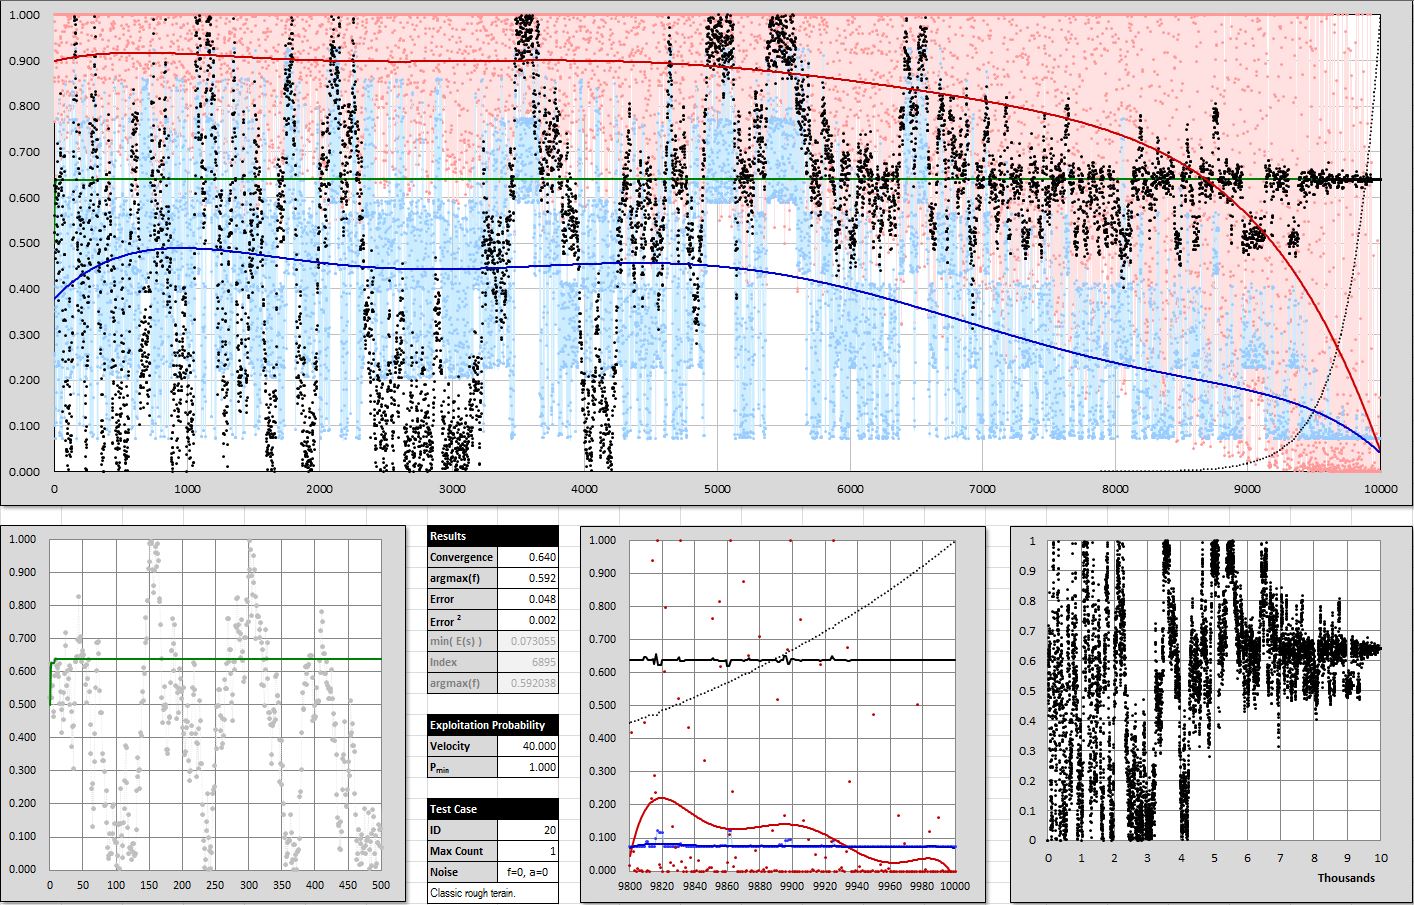 1.000
0.900
0.800
0.700
0.600
0.500
0.400
0.300
0.200
0.100
0.000
0 1000 2000 3000 4000 5000 6000 7000 8000 9000 10000
1.000
0.900
0.800
0.700
0.600
0.500
0.400
0.300
0.200
0.100
0.000
0 50 100 150 200 250 300 350 400 450 500
Results
Convergence 0.640
argmax(f) 0.592
Error 0.048
Error ² 0.002
min( E(s) ) 0.073055
Index 6895
argmax(f) 0.592038
Exploitation Probability
Velocity 40.000
Pmin 1.000
Test Case
ID 20
Max Count 1
Noise f=0, a=0
Classic rough terrain.
1.000
0.900
0.800
0.700
0.600
0.500
0.400
0.300
0.200
0.100
0.000
9800 9820 9840 9860 9880 9900 9920 9940 9960 9980 10000
1
0.9
0.8
0.7
0.6
0.5
0.4
0.3
0.2
0.1
0
0 1 2 3 4 5 6 7 8 9 10
Thousands